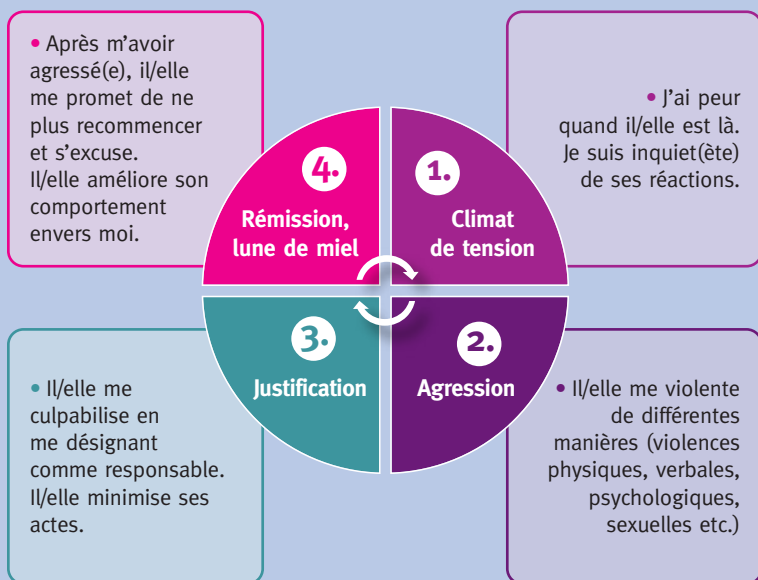 1.
Climat
de tension
• J’ai peur
quand il/elle est là.
Je suis inquiet(ète)
de ses réactions.
2.
Agression
• Il/elle me violente
de différentes
manières (violences
physiques, verbales,
psychologiques,
sexuelles etc.)
3.
Justification
• Il/elle me
culpabilise en
me désignant
comme responsable.
Il/elle minimise ses
actes.
4.
Rémission,
lune de miel
• Après m’avoir
agressé(e), il/elle
me promet de ne
plus recommencer
et s’excuse.
Il/elle améliore son
comportement
envers moi.